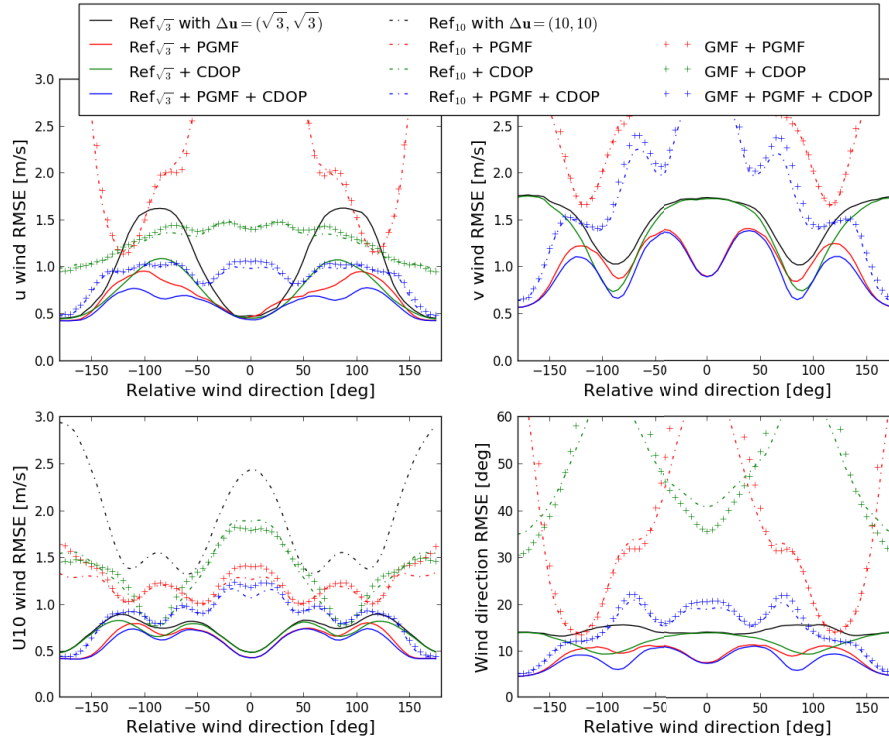 Ref√3 with Δu=(√3,√3)
Ref10 with Δu=(10,10)
Ref√3 + PGMF
Ref10 + PGMF
GMF + PGMF
Ref√3 + CDOP
Ref10 + CDOP
GMF + CDOP
Ref√3 + PGMF + CDOP
Ref10 + PGMF + CDOP
GMF + PGMF + CDOP
3.0
2.5
2.0
1.5
1.0
0.5
0.0
u wind RMSE [m/s]
−150 −100 −50 0 50 100 150
Relative wind direction [deg]
3.0
2.5
2.0
1.5
1.0
0.5
0.0
v wind RMSE [m/s]
−150 −100 −50 0 50 100 150
Relative wind direction [deg]
3.0
2.5
2.0
1.5
1.0
0.5
0.0
U10 wind RMSE [m/s]
−150 −100 −50 0 50 100 150
Relative wind direction [deg]
60
50
40
30
20
10
0
Wind direction RMSE [deg]
−150 −100 −50 0 50 100 150
Relative wind direction [deg]